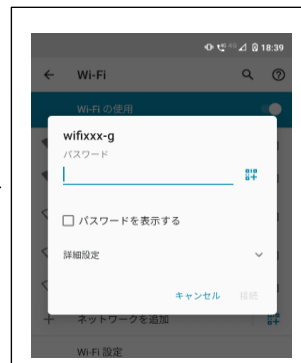 18:39
Wi-Fi
Wi-Fi の使用
wifixxx-g
パスワード
パスワードを表示する
詳細設定
キャンセル 接続
ネットワークを追加
Wi-Fi 設定